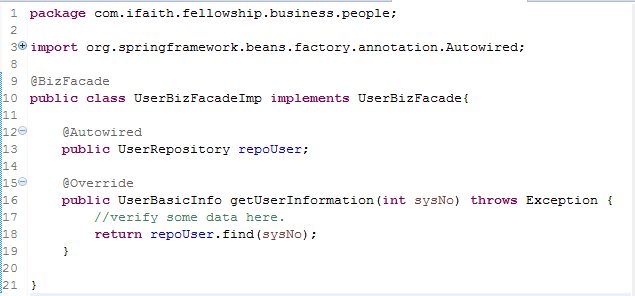 1 package com.ifaith.fellowship.business.people;
2
3 import org.springframework.beans.factory.annotation.Autowired;
8
9 @BizFacade
10 public class UserBizFacadeImp implements UserBizFacade{
11
12 @Autowired
13 public UserRepository repoUser;
14
15 @Override
16 public UserBasicInfo getUserInformation(int sysNo) throws Exception {
17 //verify some data here.
18 return repoUser.find(sysNo);
19 }
20
21 }